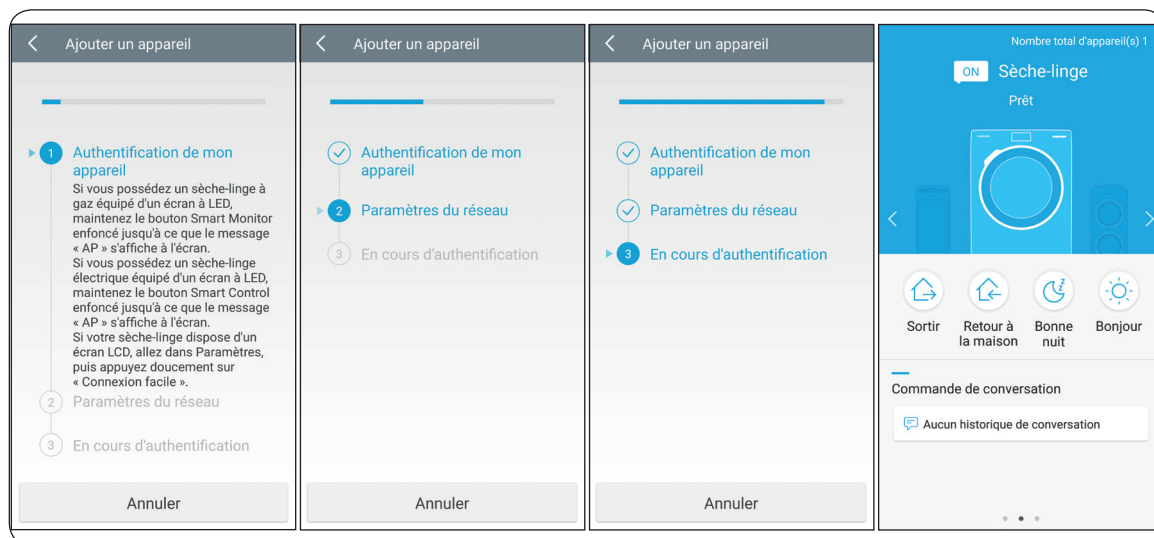 Ajouter un appareil
1
Authentification de mon
appareil
Si vous possédez un sèche-linge à
gaz équipé d'un écran à LED,
maintenez le bouton Smart Monitor
enfoncé jusqu'à ce que le message
« AP » s'affiche à l'écran.
Si vous possédez un sèche-linge
électrique équipé d'un écran à LED,
maintenez le bouton Smart Control
enfoncé jusqu'à ce que le message
« AP » s'affiche à l'écran.
Si votre sèche-linge dispose d'un
écran LCD, allez dans Paramètres,
puis appuyez doucement sur
« Connexion facile ».
2 Paramètres du réseau
3 En cours d'authentification
Annuler
Ajouter un appareil
Authentification de mon
appareil
2 Paramètres du réseau
3 En cours d'authentification
Annuler
Ajouter un appareil
Authentification de mon
appareil
Paramètres du réseau
3 En cours d'authentification
Annuler
Nombre total d'appareil(s) 1
ON Sèche-linge
Prêt
Sortir
Retour à
la maison
Bonne
nuit
Bonjour
Commande de conversation
Aucun historique de conversation